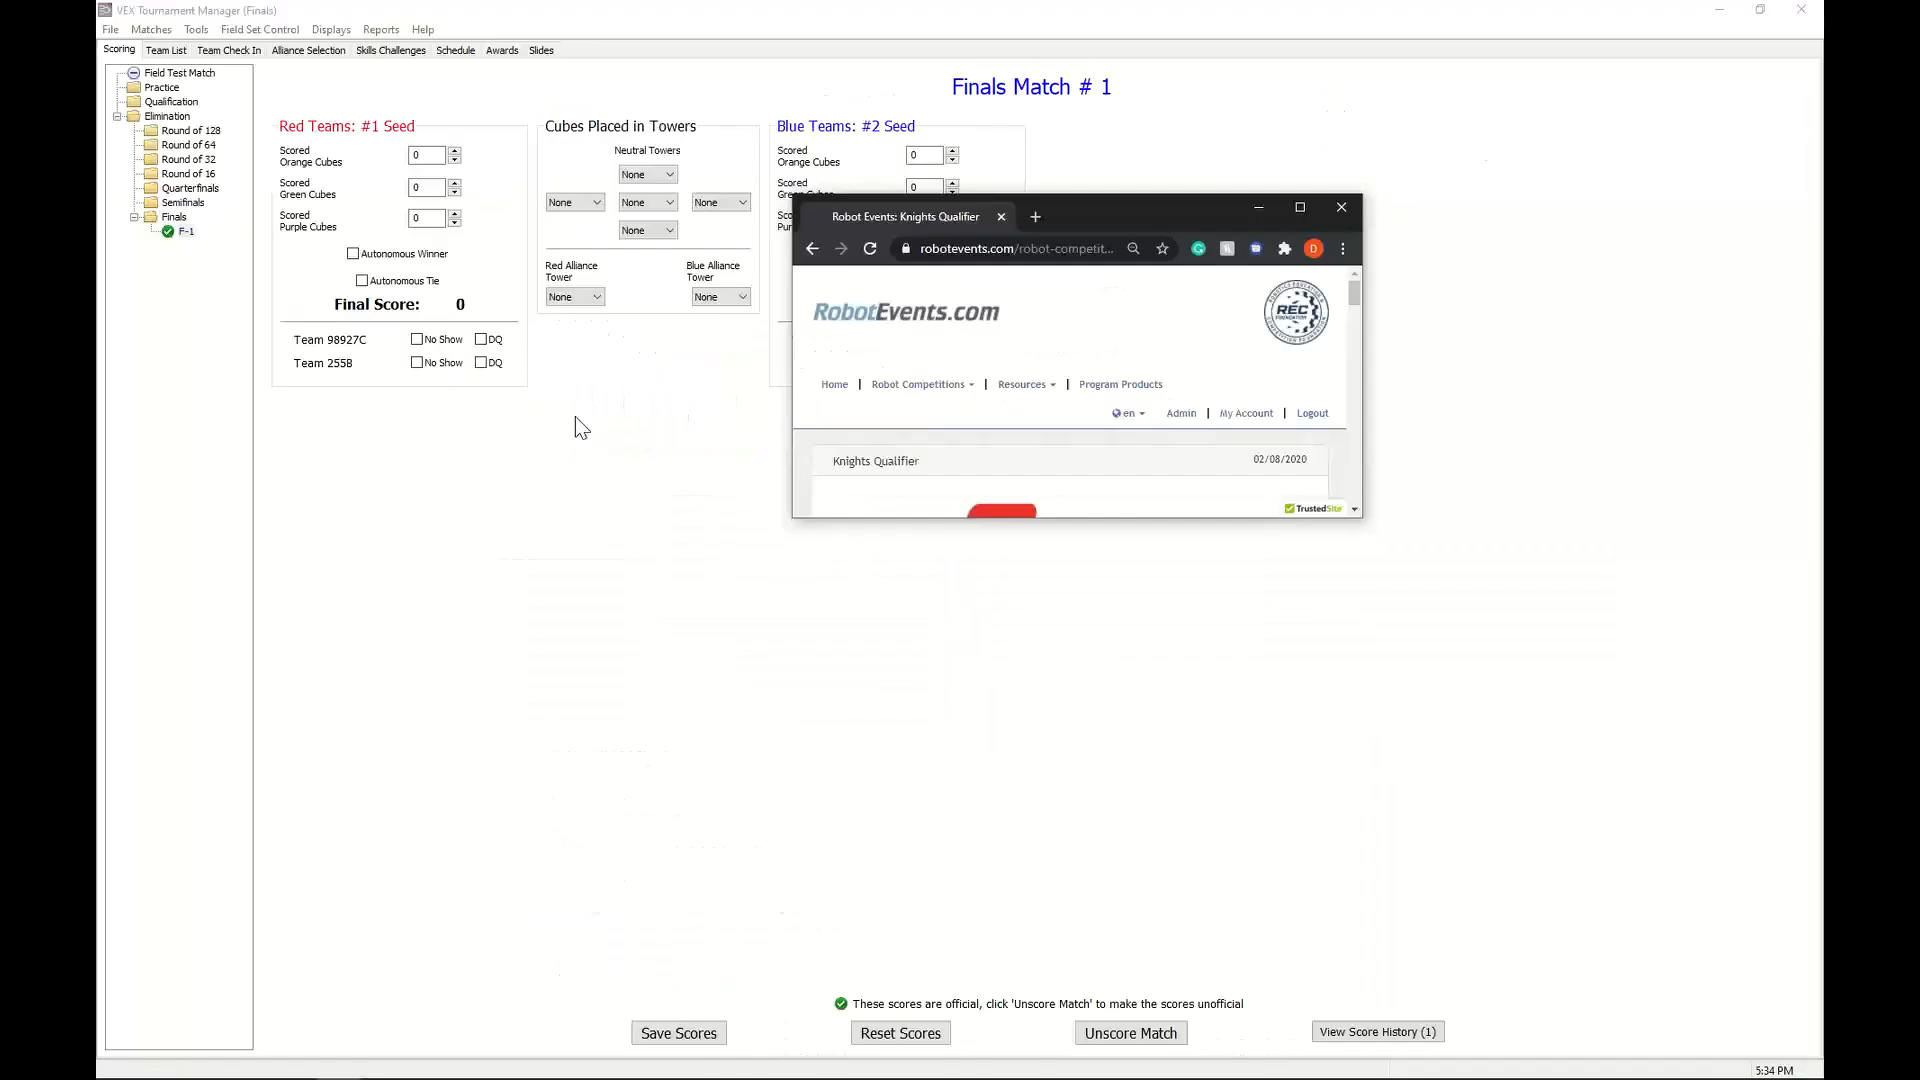 VEX Tournament Manager (Finals)
File Matches Tools Field Set Control Displays Reports Help
Scoring Team List Team Check In Alliance Selection Skills Challenges Schedule Awards Slides
Field Test Match
Practice
Qualification
Elimination
Round of 128
Round of 64
Round of 32
Round of 16
Quarterfinals
Semifinals
Finals
F-1
Finals Match # 1
Red Teams: #1 Seed
Scored
Orange Cubes
0
Scored
Green Cubes
0
Scored
Purple Cubes
0
Autonomous Winner
Autonomous Tie
Final Score: 0
Team 98927C No Show DQ
Team 255B No Show DQ
Cubes Placed in Towers
Neutral Towers
None
None None None
None
Red Alliance
Tower
Blue Alliance
Tower
None None
Blue Teams: #2 Seed
Scored
Orange Cubes
0
Scored
Green Cubes
0
Robot Events: Knights Qualifier
robotevents.com/robot-competit...
D
RobotEvents.com
REC
FOUNDATION
Home | Robot Competitions | Resources | Program Products
en Admin | My Account | Logout
Knights Qualifier 02/08/2020
TrustedSite
These scores are official, click 'Unscore Match' to make the scores unofficial
Save Scores Reset Scores Unscore Match View Score History (1)
5:34 PM